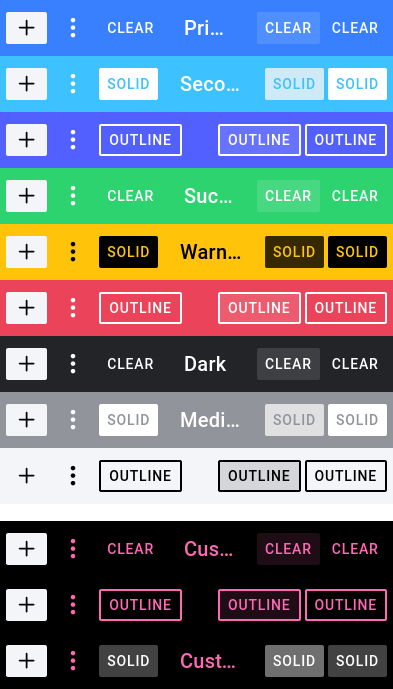 CLEAR Pri... CLEAR CLEAR
SOLID Seco... SOLID SOLID
OUTLINE OUTLINE OUTLINE
CLEAR Suc... CLEAR CLEAR
SOLID Warn... SOLID SOLID
OUTLINE OUTLINE OUTLINE
CLEAR Dark CLEAR CLEAR
SOLID Medi... SOLID SOLID
OUTLINE OUTLINE OUTLINE
CLEAR Cus... CLEAR CLEAR
OUTLINE OUTLINE OUTLINE
SOLID Cust... SOLID SOLID